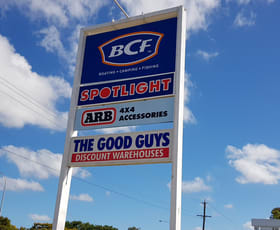 BCF
BOATING • CAMPING • FISHING
SPOTLIGHT
ARB 4X4
ACCESSORIES
THE GOOD GUYS
DISCOUNT WAREHOUSES